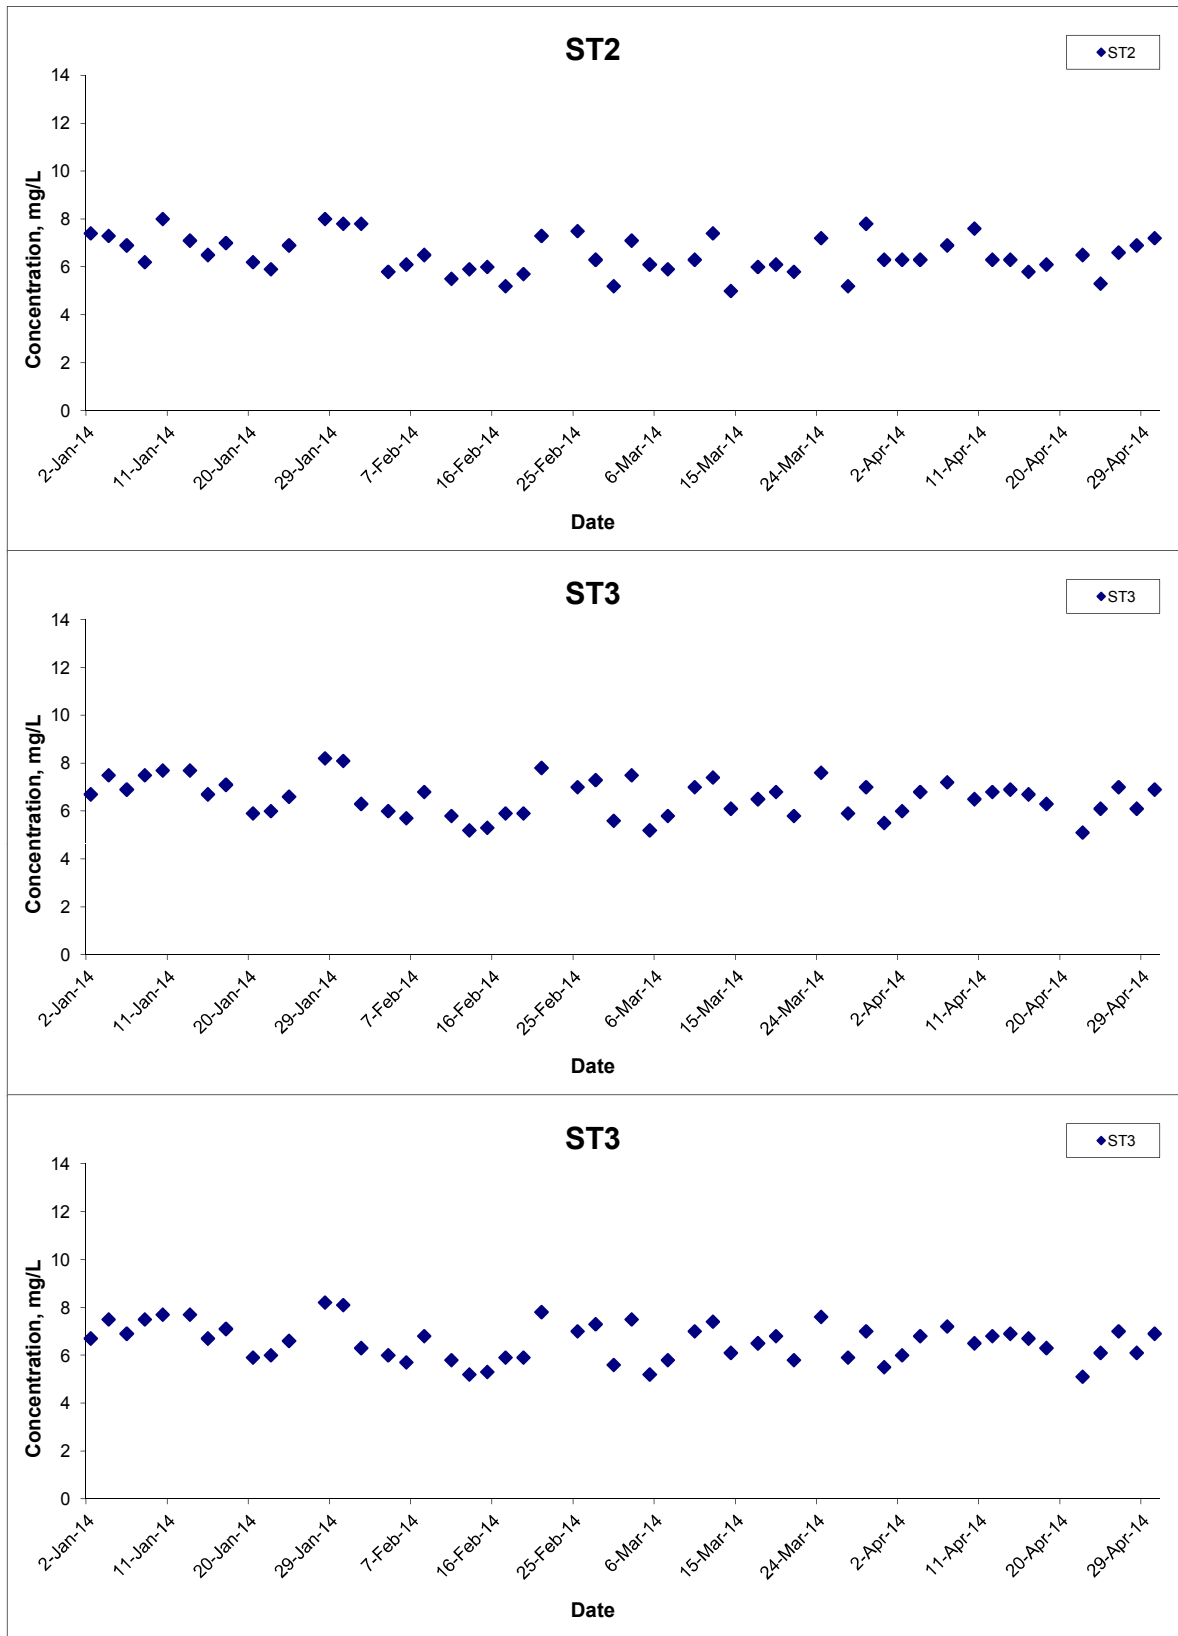 ST2
ST2
14
12
10
8
6
4
2
0
Concentration, mg/L
2-Jan-14
11-Jan-14
20-Jan-14
29-Jan-14
7-Feb-14
16-Feb-14
25-Feb-14
6-Mar-14
15-Mar-14
24-Mar-14
2-Apr-14
11-Apr-14
20-Apr-14
29-Apr-14
Date
ST3
ST3
14
12
10
8
6
4
2
0
Concentration, mg/L
2-Jan-14
11-Jan-14
20-Jan-14
29-Jan-14
7-Feb-14
16-Feb-14
25-Feb-14
6-Mar-14
15-Mar-14
24-Mar-14
2-Apr-14
11-Apr-14
20-Apr-14
29-Apr-14
Date
ST3
ST3
14
12
10
8
6
4
2
0
Concentration, mg/L
2-Jan-14
11-Jan-14
20-Jan-14
29-Jan-14
7-Feb-14
16-Feb-14
25-Feb-14
6-Mar-14
15-Mar-14
24-Mar-14
2-Apr-14
11-Apr-14
20-Apr-14
29-Apr-14
Date